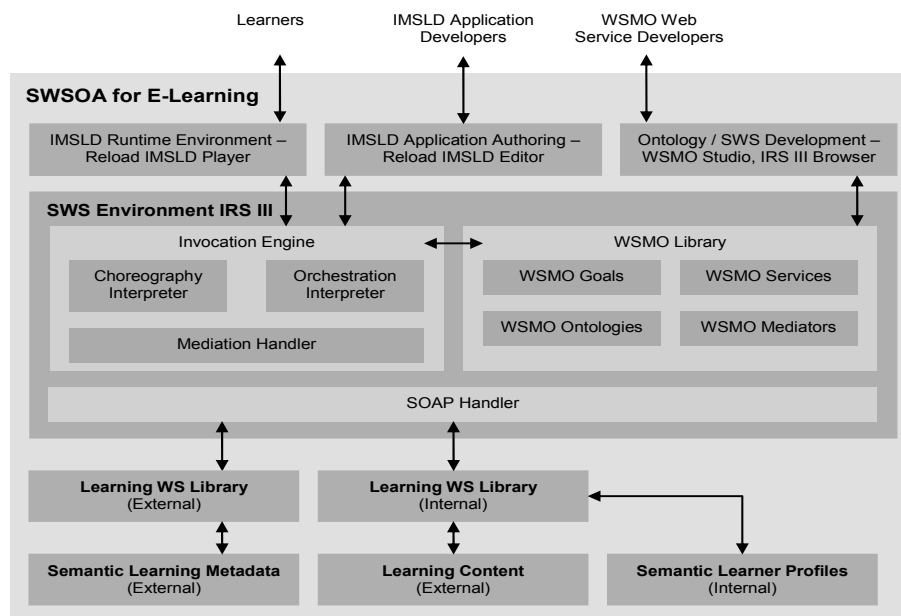 Learners
IMSLD Application
Developers
WSMO Web
Service Developers
SWSOA for E-Learning
IMSLD Runtime Environment –
Reload IMSLD Player
IMSLD Application Authoring –
Reload IMSLD Editor
Ontology / SWS Development –
WSMO Studio, IRS III Browser
SWS Environment IRS III
Invocation Engine
Choreography
Interpreter
Orchestration
Interpreter
Mediation Handler
WSMO Library
WSMO Goals
WSMO Services
WSMO Ontologies
WSMO Mediators
SOAP Handler
Learning WS Library
(External)
Learning WS Library
(Internal)
Semantic Learning Metadata
(External)
Learning Content
(External)
Semantic Learner Profiles
(Internal)